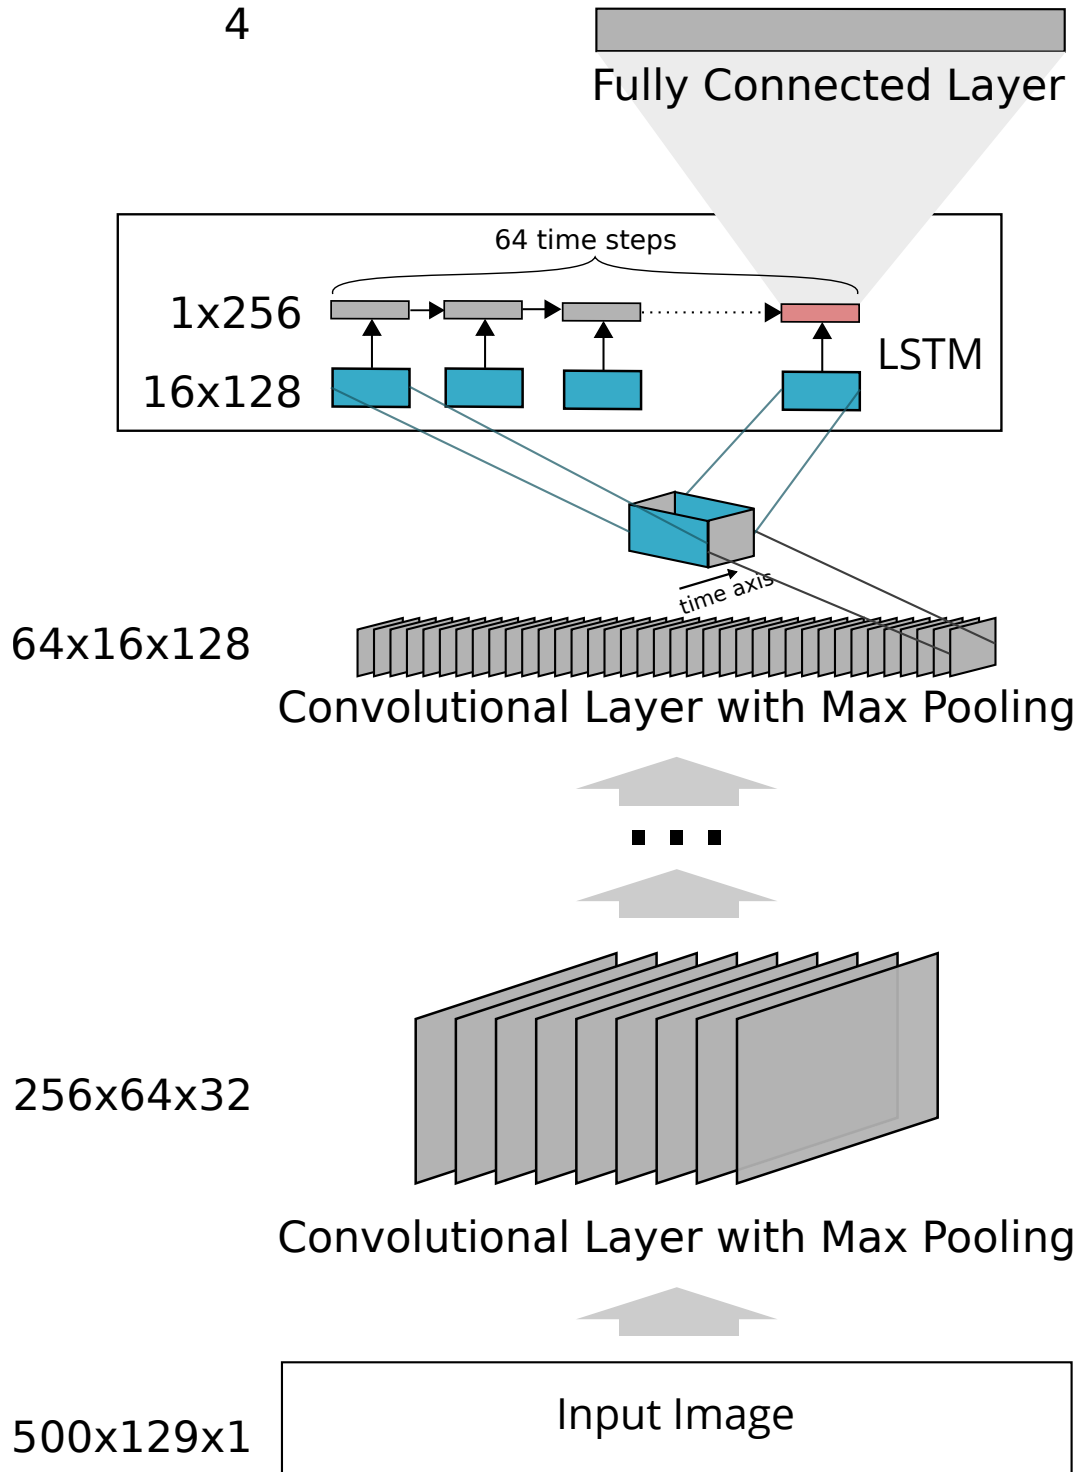 4
Fully Connected Layer
64 time steps
1x256
LSTM
16x128
time axis
64x16x128
Convolutional Layer with Max Pooling
...
256x64x32
Convolutional Layer with Max Pooling
Input Image
500x129x1